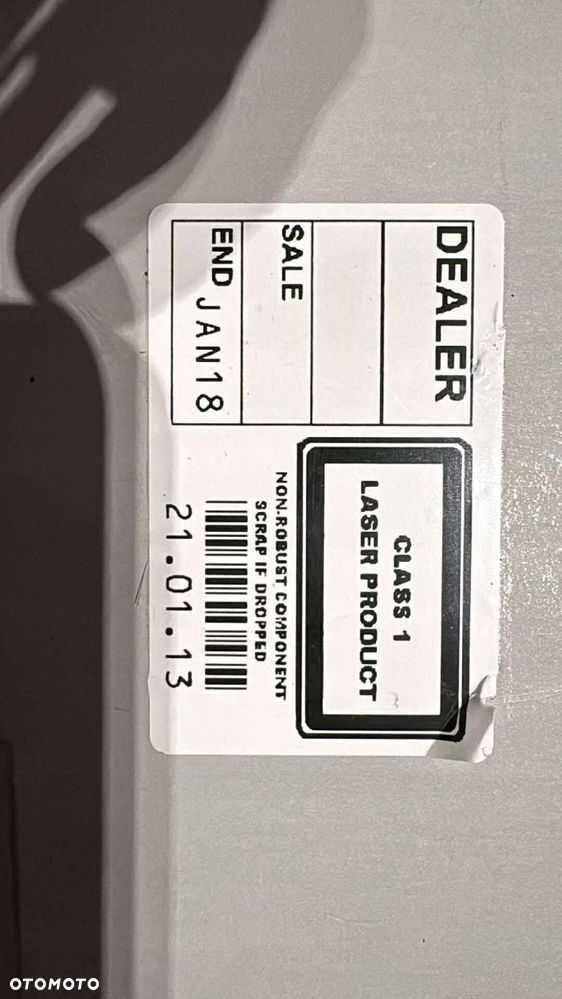 DEALER
SALE
END JAN18
CLASS 1
LASER PRODUCT
NON-ROBUST COMPONENT
SCRAP IF DROPPED
21.01.13
OTOMOTO